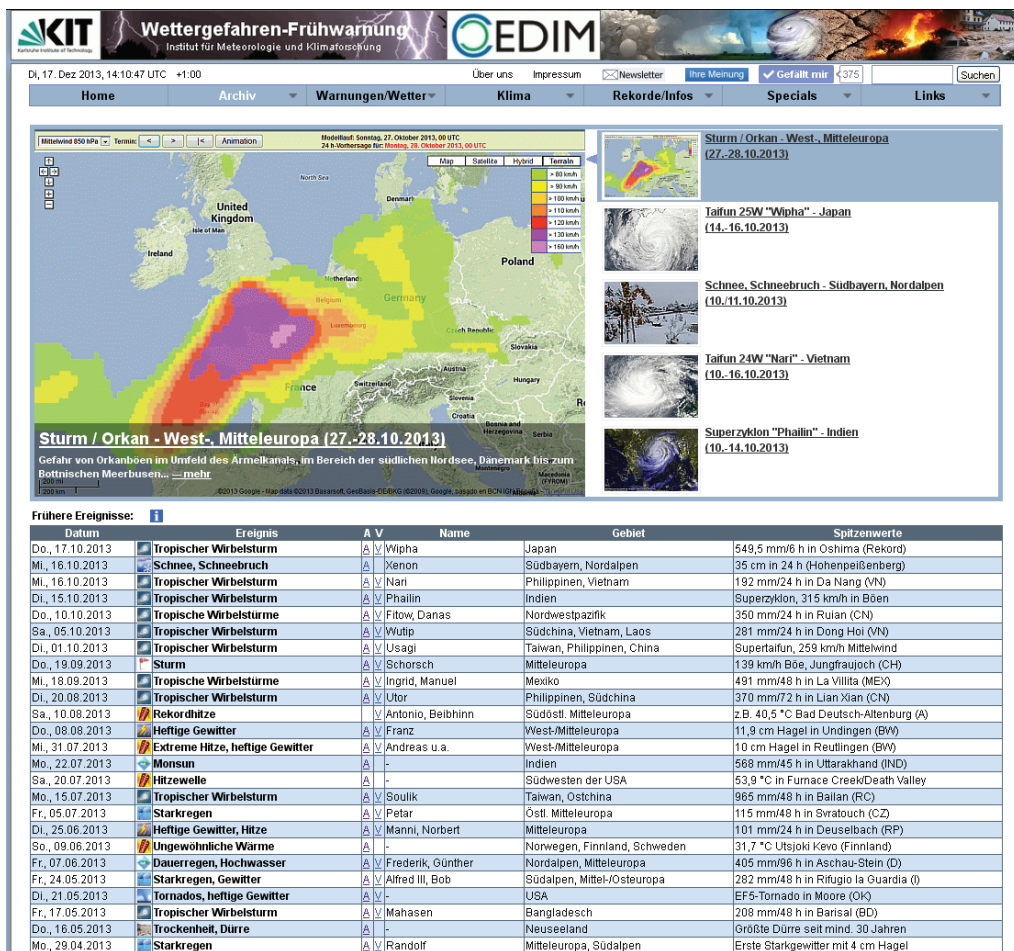 KIT
Karlsruhe Institute of Technology
Wettergefahren-Frühwarnung
Institut für Meteorologie und Klimaforschung
CEDIM
Di, 17. Dez 2013, 14:10:47 UTC +1:00
Über uns Impressum Newsletter Ihre Meinung Gefällt mir 375 Suchen
Home Archiv Warnungen/Wetter Klima Rekorde/Infos Specials Links
Mittelwind 850 hPa Termin: < > |< Animation
Modellauf: Sonntag, 27. Oktober 2013, 00 UTC
24 h-Vorhersage für: Montag, 28. Oktober 2013, 00 UTC
Map Satellite Hybrid Terrain
> 80 km/h
> 90 km/h
> 100 km/h
> 110 km/h
> 120 km/h
> 130 km/h
> 160 km/h
North Sea
Denmark
United
Kingdom
Isle of Man
Ireland
Poland
Netherlands
Belgium
Germany
Luxembourg
Czech Republic
Slovakia
Austria
France
Switzerland
Hungary
Slovenia
Croatia
Bosnia and
Herzegovina
Serbia
Montenegro
Macedonia
(FYROM)
Sturm / Orkan - West-, Mitteleuropa (27.-28.10.2013)
Gefahr von Orkanböen im Umfeld des Ärmelkanals, im Bereich der südlichen Nordsee, Dänemark bis zum
Bottnischen Meerbusen... — mehr
200 mi
200 km
©2013 Google - Map data ©2013 Basarsoft, GeoBasis-DE/BKG (©2009), Google, basado en BCN IGN España
Sturm / Orkan - West-, Mitteleuropa
(27.-28.10.2013)
Taifun 25W "Wipha" - Japan
(14.-16.10.2013)
Schnee, Schneebruch - Südbayern, Nordalpen
(10./11.10.2013)
Taifun 24W "Nari" - Vietnam
(10.-16.10.2013)
Superzyklon "Phailin" - Indien
(10.-14.10.2013)
Frühere Ereignisse: i
Datum Ereignis A V Name Gebiet Spitzenwerte
Do., 17.10.2013 Tropischer Wirbelsturm A V Wipha Japan 549,5 mm/6 h in Oshima (Rekord)
Mi., 16.10.2013 Schnee, Schneebruch A Xenon Südbayern, Nordalpen 35 cm in 24 h (Hohenpeißenberg)
Mi., 16.10.2013 Tropischer Wirbelsturm A V Nari Philippinen, Vietnam 192 mm/24 h in Da Nang (VN)
Di., 15.10.2013 Tropischer Wirbelsturm A V Phailin Indien Superzyklon, 315 km/h in Böen
Do., 10.10.2013 Tropische Wirbelstürme A V Fitow, Danas Nordwestpazifik 350 mm/24 h in Ruian (CN)
Sa., 05.10.2013 Tropischer Wirbelsturm A V Wutip Südchina, Vietnam, Laos 281 mm/24 h in Dong Hoi (VN)
Di., 01.10.2013 Tropischer Wirbelsturm A V Usagi Taiwan, Philippinen, China Supertaifun, 259 km/h Mittelwind
Do., 19.09.2013 Sturm A V Schorsch Mitteleuropa 139 km/h Böe, Jungfraujoch (CH)
Mi., 18.09.2013 Tropische Wirbelstürme A V Ingrid, Manuel Mexiko 491 mm/48 h in La Villita (MEX)
Di., 20.08.2013 Tropischer Wirbelsturm A V Utor Philippinen, Südchina 370 mm/72 h in Lian Xian (CN)
Sa., 10.08.2013 Rekordhitze V Antonio, Beibhinn Südöstl. Mitteleuropa z.B. 40,5 °C Bad Deutsch-Altenburg (A)
Do., 08.08.2013 Heftige Gewitter A V Franz West-/Mitteleuropa 11,9 cm Hagel in Undingen (BW)
Mi., 31.07.2013 Extreme Hitze, heftige Gewitter A V Andreas u.a. West-/Mitteleuropa 10 cm Hagel in Reutlingen (BW)
Mo., 22.07.2013 Monsun A - Indien 568 mm/45 h in Uttarakhand (IND)
Sa., 20.07.2013 Hitzewelle A - Südwesten der USA 53,9 °C in Furnace Creek/Death Valley
Mo., 15.07.2013 Tropischer Wirbelsturm A V Soulik Taiwan, Ostchina 965 mm/48 h in Bailan (RC)
Fr., 05.07.2013 Starkregen A V Petar Östl. Mitteleuropa 115 mm/48 h in Svratouch (CZ)
Di., 25.06.2013 Heftige Gewitter, Hitze A V Manni, Norbert Mitteleuropa 101 mm/24 h in Deuselbach (RP)
So., 09.06.2013 Ungewöhnliche Wärme A - Norwegen, Finnland, Schweden 31,7 °C Utsjoki Kevo (Finnland)
Fr., 07.06.2013 Dauerregen, Hochwasser A V Frederik, Günther Nordalpen, Mitteleuropa 405 mm/96 h in Aschau-Stein (D)
Fr., 24.05.2013 Starkregen, Gewitter A V Alfred III, Bob Südalpen, Mittel-/Osteuropa 282 mm/48 h in Rifugio la Guardia (I)
Di., 21.05.2013 Tornados, heftige Gewitter A V - USA EF5-Tornado in Moore (OK)
Fr., 17.05.2013 Tropischer Wirbelsturm A V Mahasen Bangladesch 208 mm/48 h in Barisal (BD)
Do., 16.05.2013 Trockenheit, Dürre A - Neuseeland Größte Dürre seit mind. 30 Jahren
Mo., 29.04.2013 Starkregen A V Randolf Mitteleuropa, Südalpen Erste Starkgewitter mit 4 cm Hagel